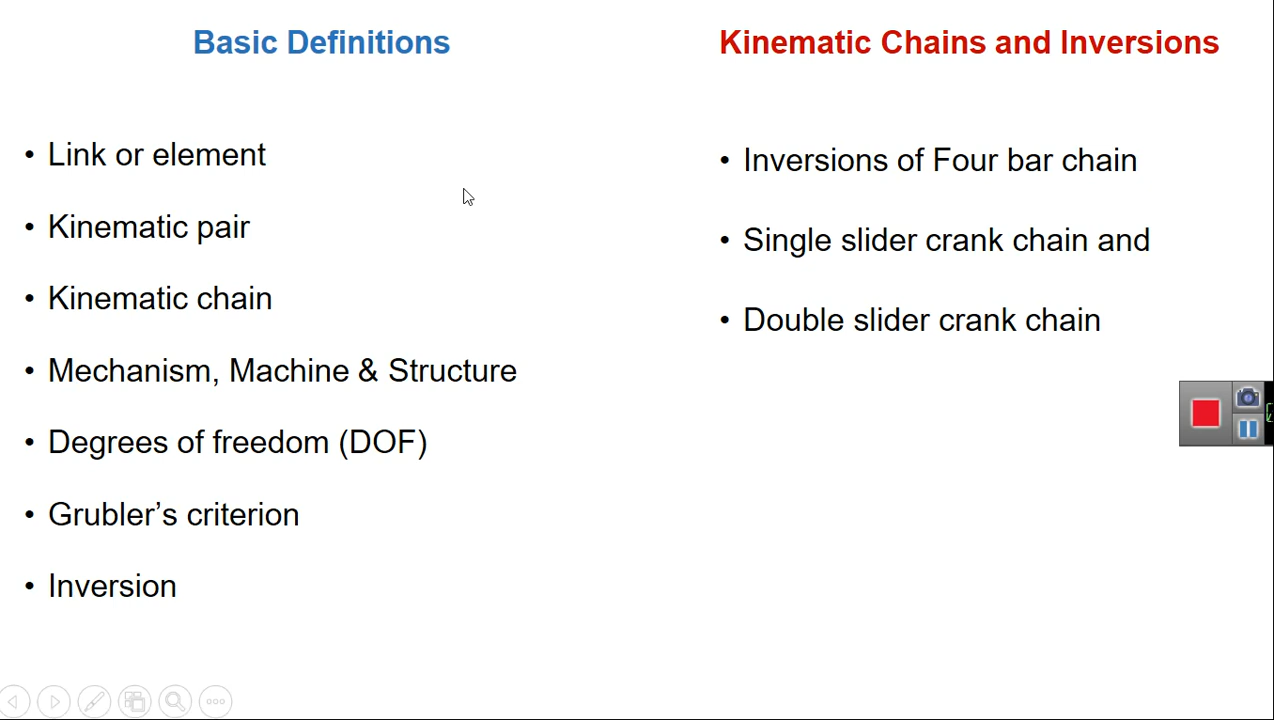 Basic Definitions
• Link or element
• Kinematic pair
• Kinematic chain
• Mechanism, Machine & Structure
• Degrees of freedom (DOF)
• Grubler’s criterion
• Inversion
Kinematic Chains and Inversions
• Inversions of Four bar chain
• Single slider crank chain and
• Double slider crank chain